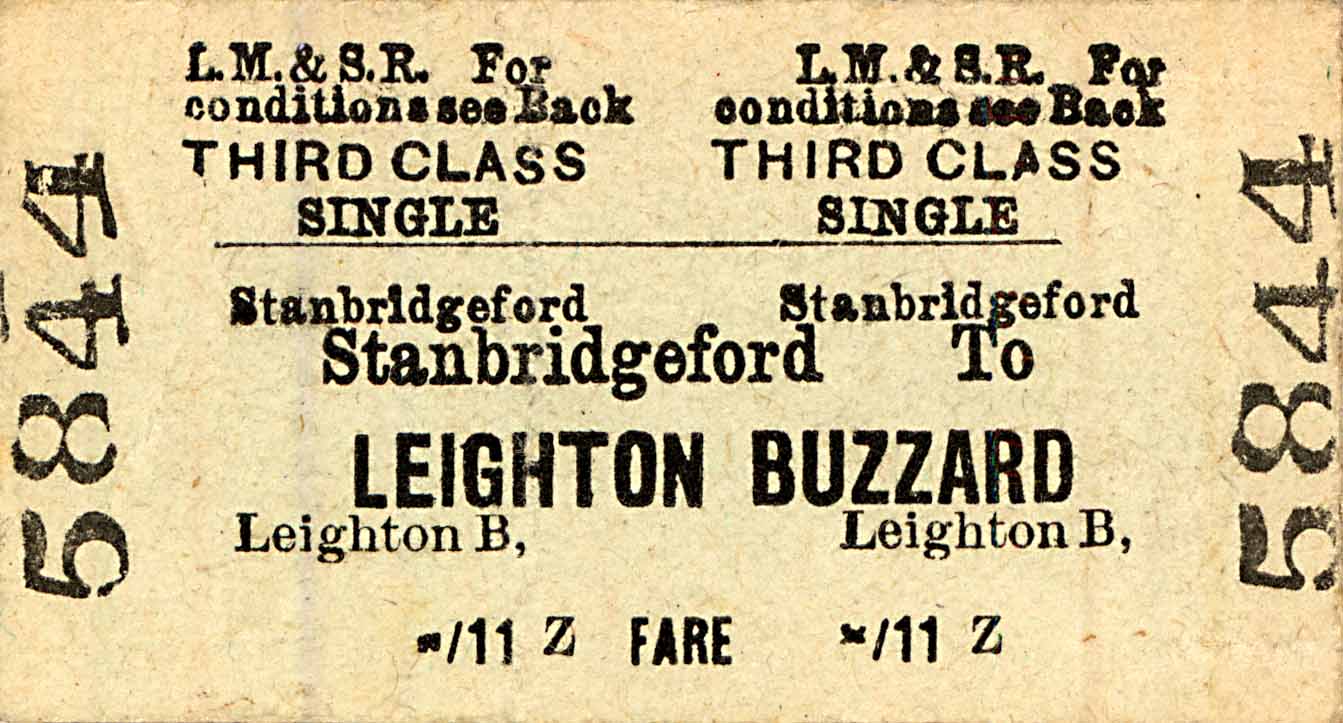 L.M.& S.R. For L.M.& S.R. For
conditions see Back conditions see Back
THIRD CLASS THIRD CLASS
SINGLE SINGLE
Stanbridgeford Stanbridgeford
Stanbridgeford To
LEIGHTON BUZZARD
Leighton B, Leighton B,
-/11 Z FARE -/11 Z
5844
5844